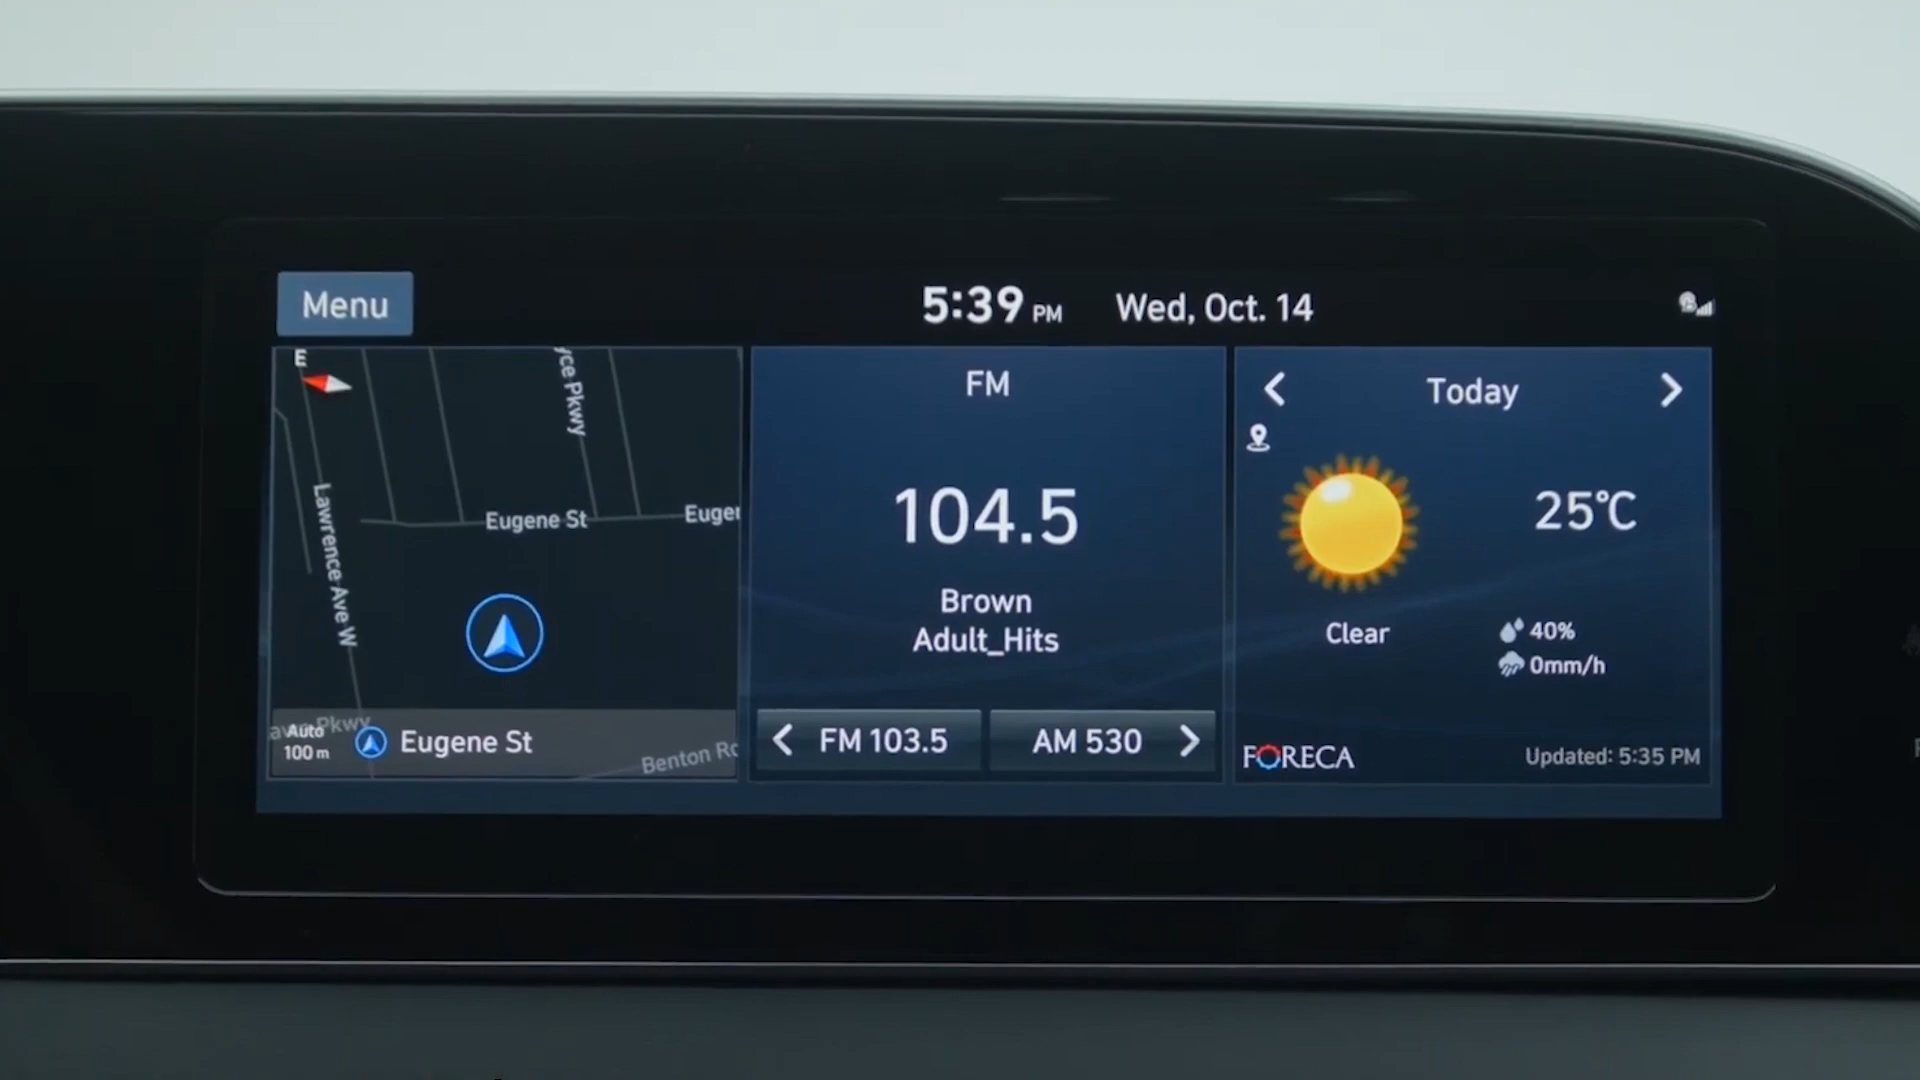 Menu
5:39 PM
Wed, Oct. 14
E
yce Pkwy
Lawrence Ave W
Eugene St
Eugen
Pkwy
Auto
100 m
Eugene St
Benton Rd
FM
104.5
Brown
Adult_Hits
FM 103.5
AM 530
Today
25°C
Clear
40%
0mm/h
FORECA
Updated: 5:35 PM